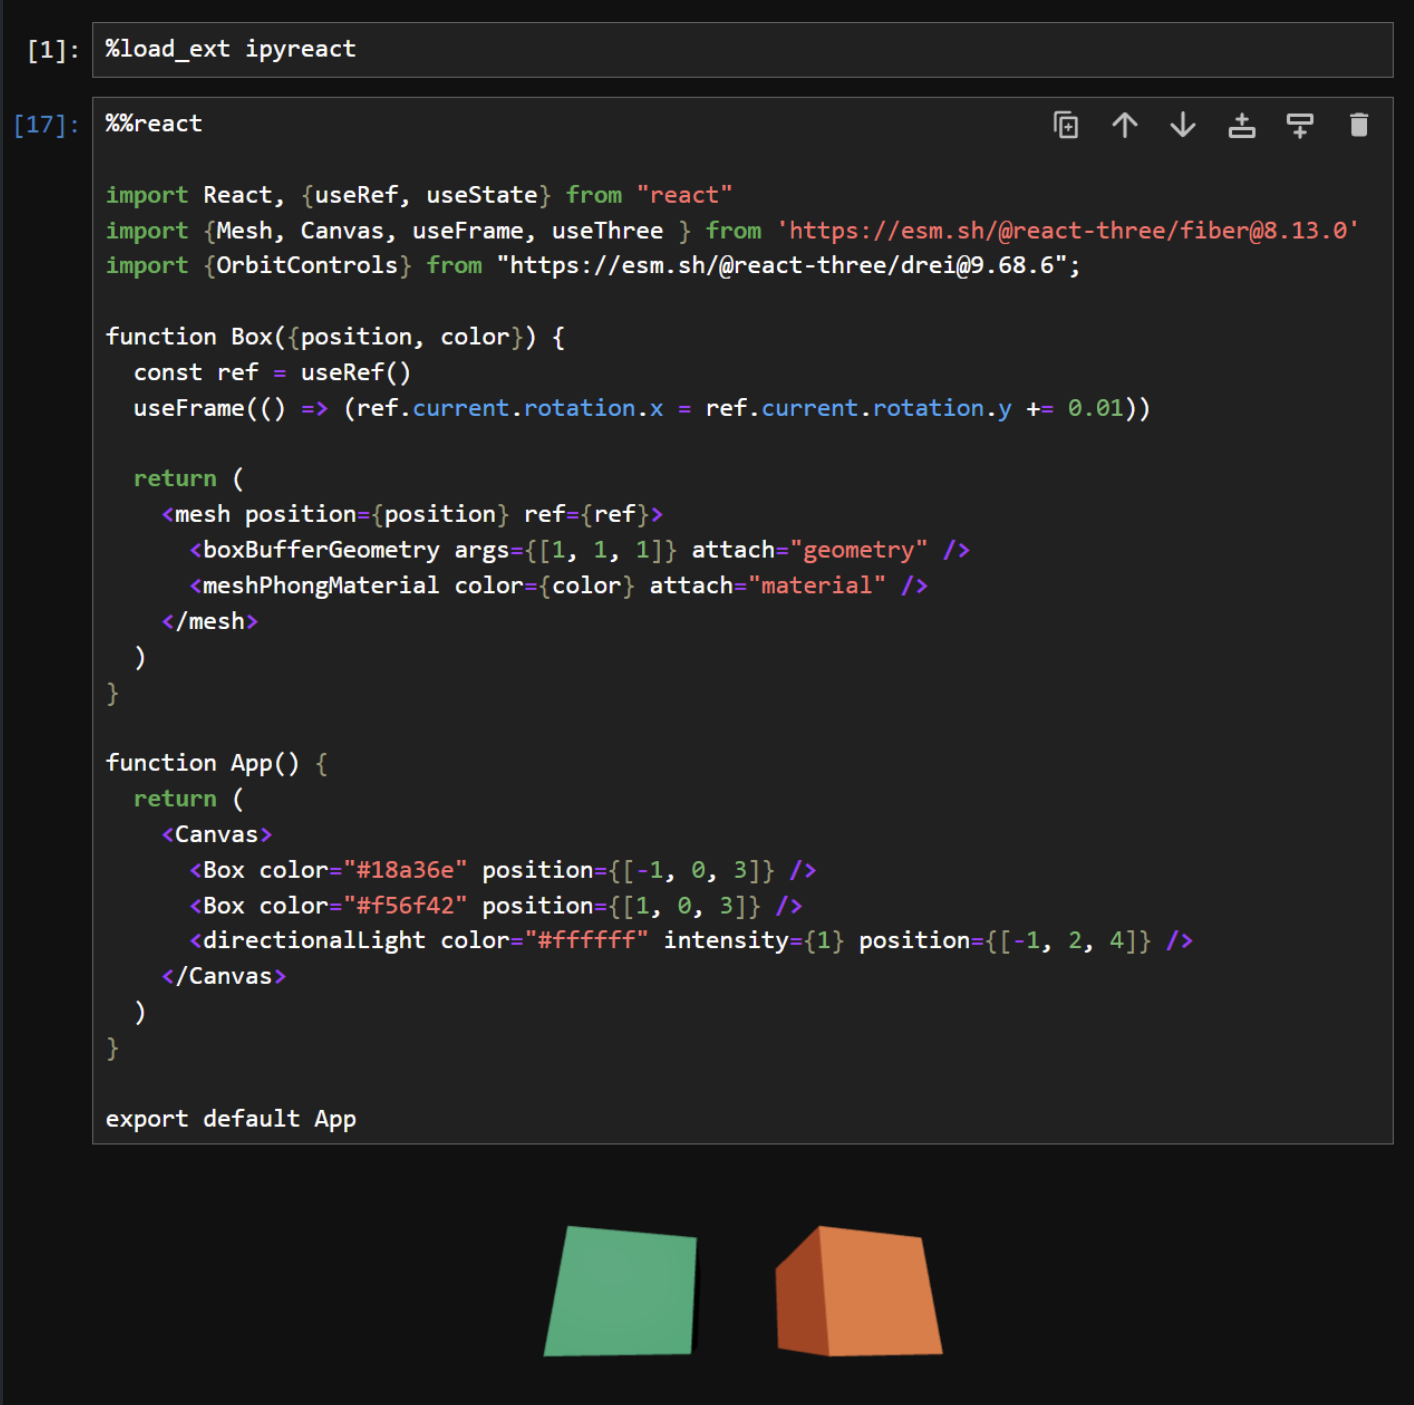 [1]: %load_ext ipyreact
[17]: %%react
import React, {useRef, useState} from "react"
import {Mesh, Canvas, useFrame, useThree } from 'https://esm.sh/@react-three/fiber@8.13.0'
import {OrbitControls} from "https://esm.sh/@react-three/drei@9.68.6";
function Box({position, color}) {
  const ref = useRef()
  useFrame(() => (ref.current.rotation.x = ref.current.rotation.y += 0.01))
  return (
    <mesh position={position} ref={ref}>
      <boxBufferGeometry args={[1, 1, 1]} attach="geometry" />
      <meshPhongMaterial color={color} attach="material" />
    </mesh>
  )
}
function App() {
  return (
    <Canvas>
      <Box color="#18a36e" position={[-1, 0, 3]} />
      <Box color="#f56f42" position={[1, 0, 3]} />
      <directionalLight color="#ffffff" intensity={1} position={[-1, 2, 4]} />
    </Canvas>
  )
}
export default App